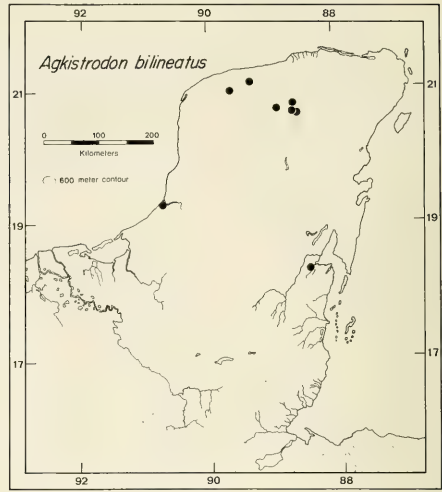 92 90 88
Agkistrodon bilineatus
21 21
0 100 200
Kilometers
600 meter contour
19 19
17 17
92 90 88